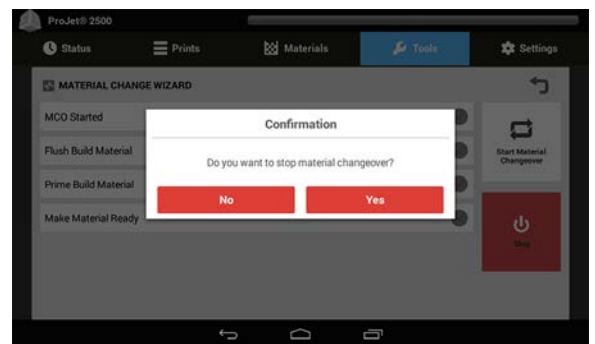 ProJet® 2500
Status
Prints
Materials
Tools
Settings
MATERIAL CHANGE WIZARD
MCO Started
Flush Build Material
Prime Build Material
Make Material Ready
Confirmation
Do you want to stop material changeover?
No
Yes
Start Material
Changeover
Stop